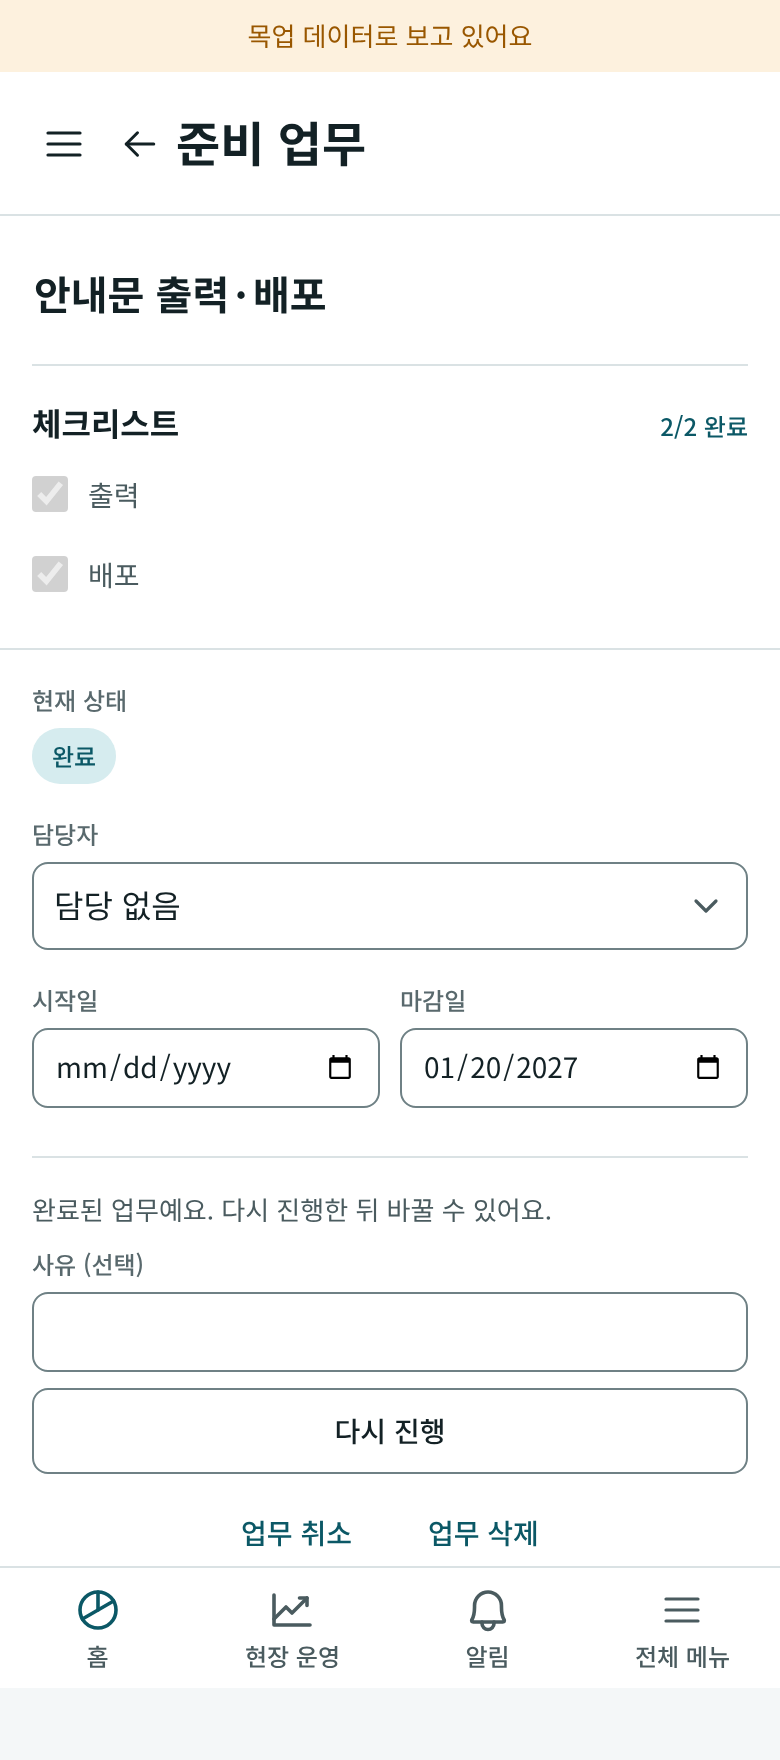 목업 데이터로 보고 있어요
준비 업무
안내문 출력·배포
체크리스트
2/2 완료
출력
배포
현재 상태
완료
담당자
담당 없음
시작일
마감일
mm/dd/yyyy
01/20/2027
완료된 업무예요. 다시 진행한 뒤 바꿀 수 있어요.
사유 (선택)
다시 진행
업무 취소
업무 삭제
홈
현장 운영
알림
전체 메뉴